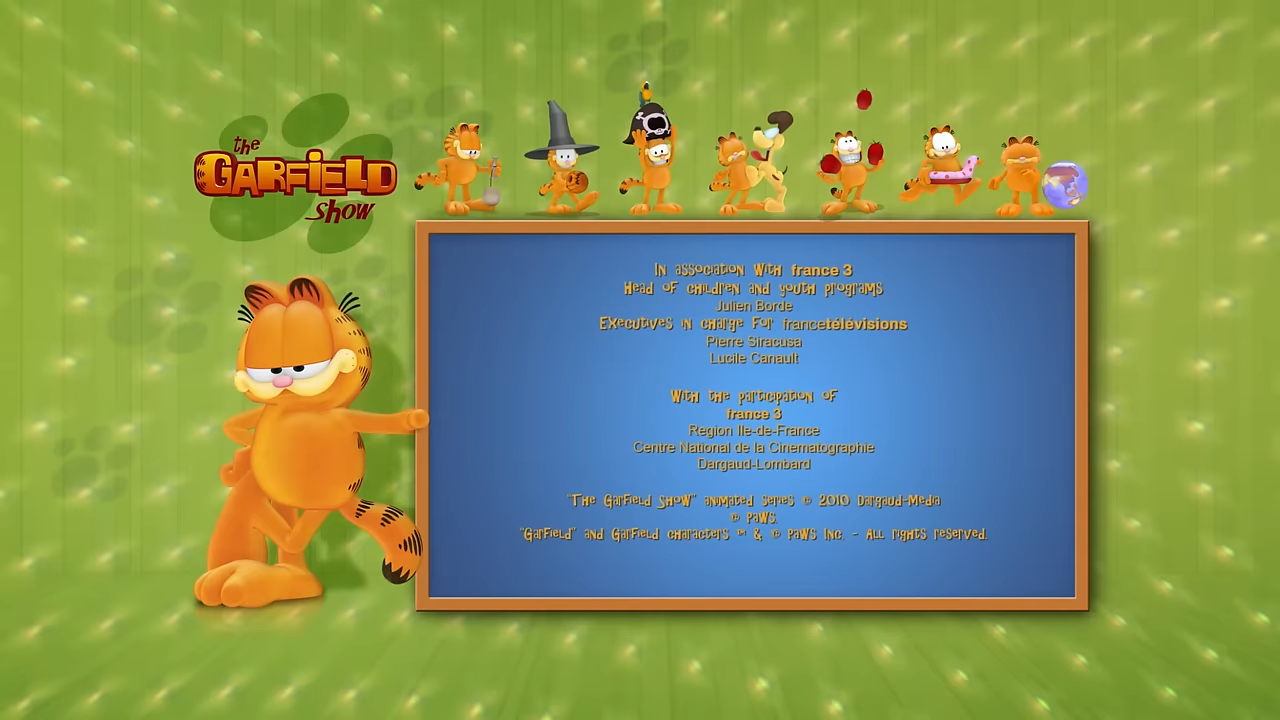 the
GARFIELD
show
In association with france 3
Head of children and youth programs
Julien Borde
Executives in charge for francetélévisions
Pierre Siracusa
Lucile Canault
With the participation of
france 3
Region Ile-de-France
Centre National de la Cinematographie
Dargaud-Lombard
"The Garfield Show" animated series © 2010 Dargaud-Media
© PAWS.
"Garfield" and Garfield characters ™ & © PAWS Inc. - All rights reserved.